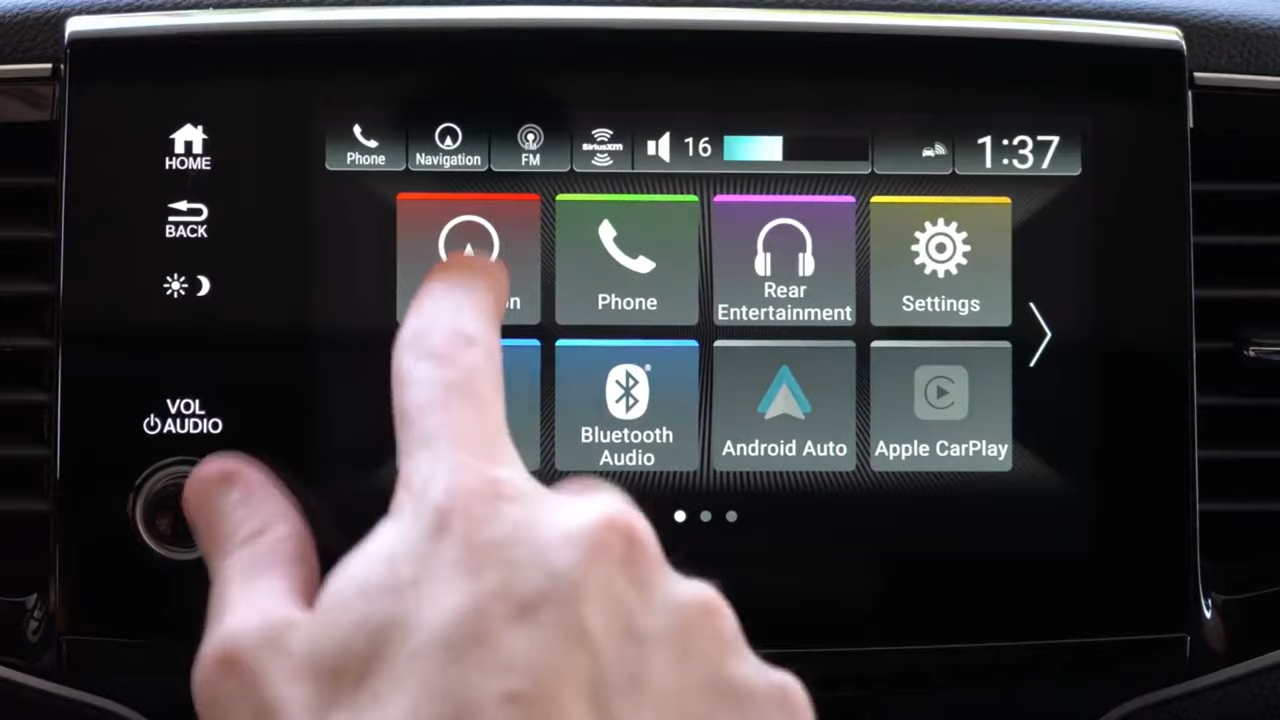 HOME
BACK
VOL
AUDIO
Phone
Navigation
FM
FM
SiriusXM
16
1:37
Phone
Rear
Entertainment
Settings
Bluetooth
Audio
Android Auto
Apple CarPlay